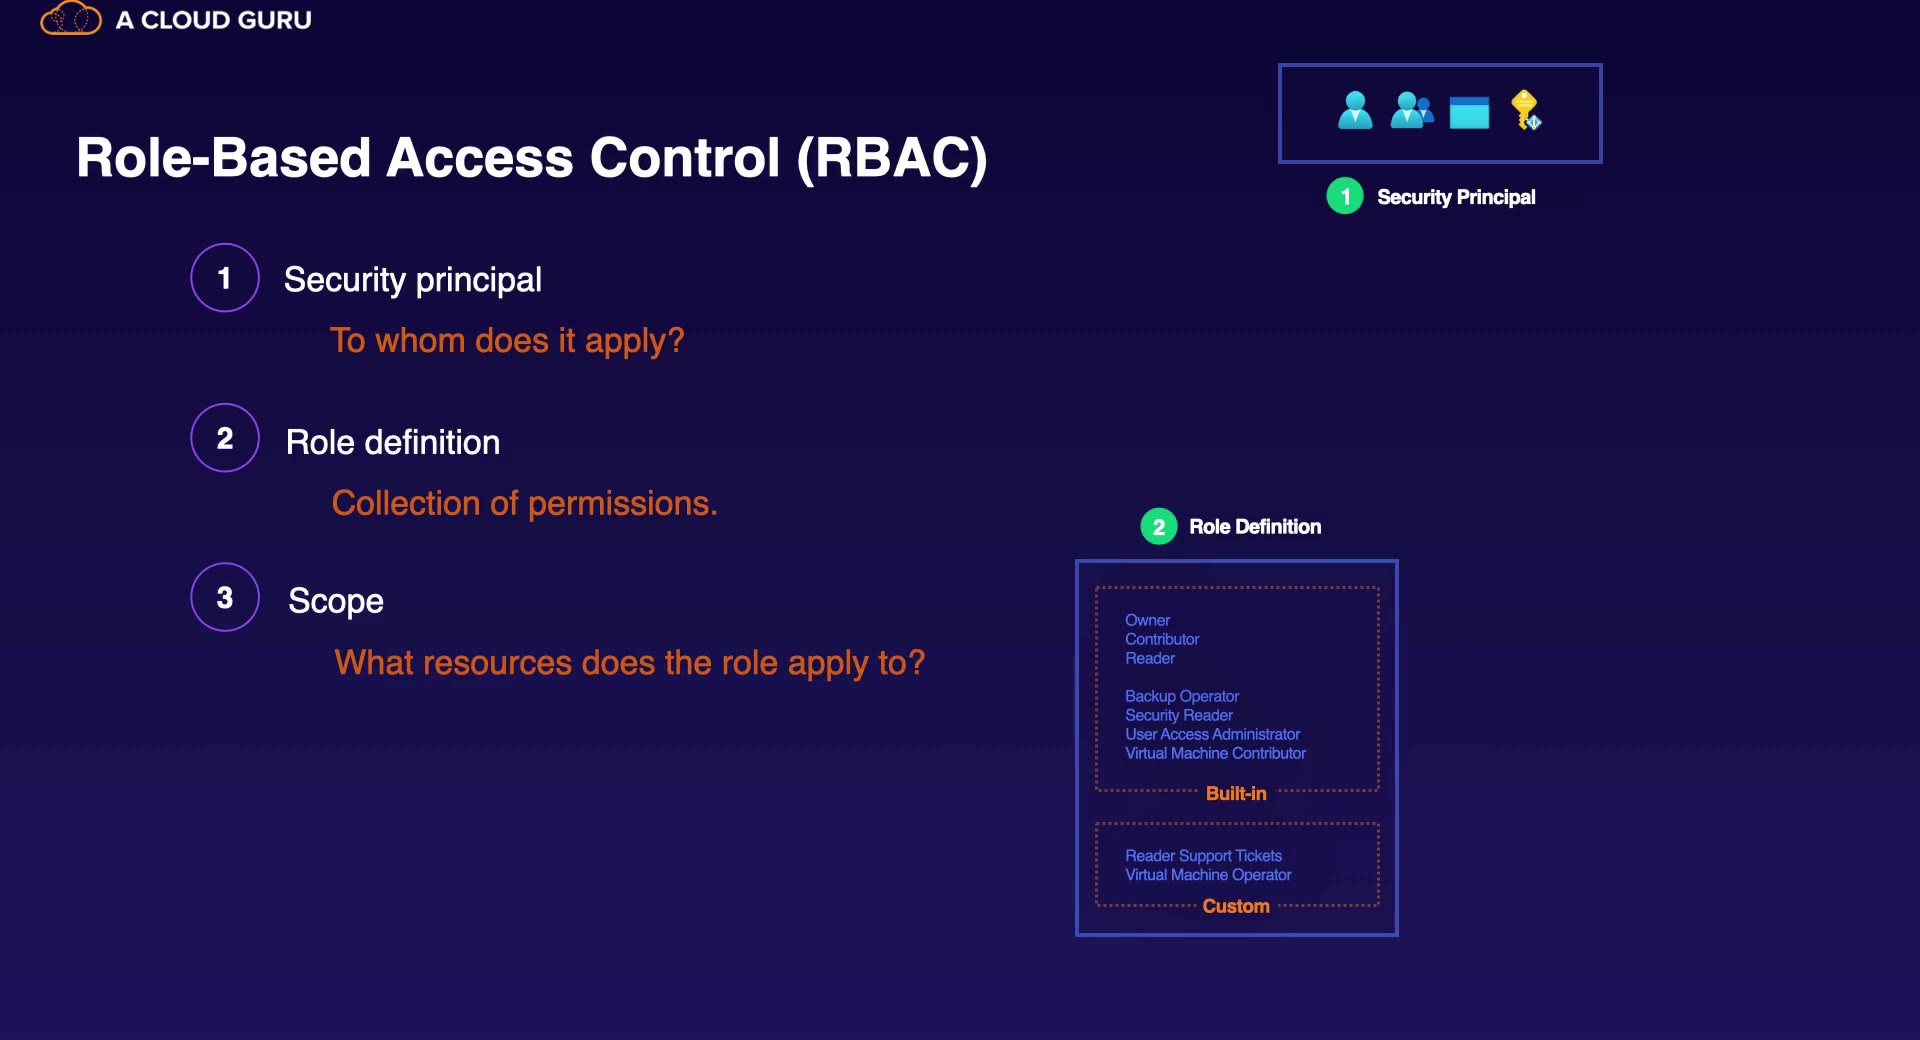 A CLOUD GURU
Role-Based Access Control (RBAC)
1 Security principal
To whom does it apply?
2 Role definition
Collection of permissions.
3 Scope
What resources does the role apply to?
1 Security Principal
2 Role Definition
Owner
Contributor
Reader
Backup Operator
Security Reader
User Access Administrator
Virtual Machine Contributor
Built-in
Reader Support Tickets
Virtual Machine Operator
Custom